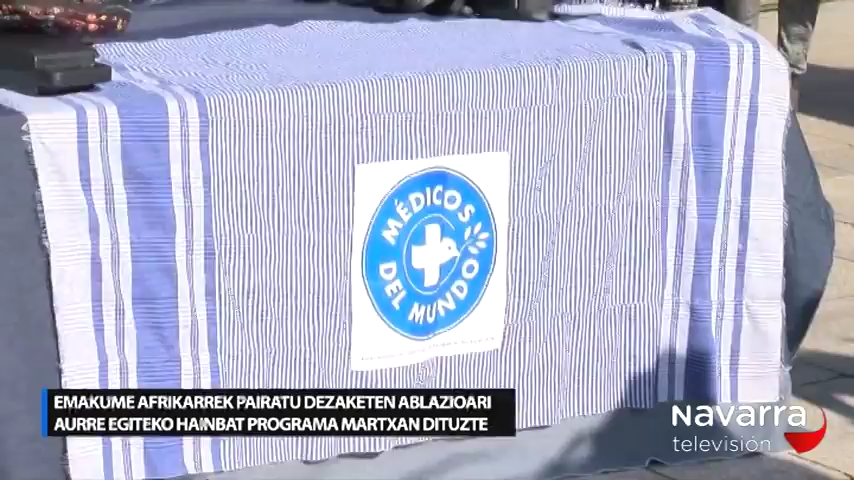 MÉDICOS
DEL MUNDO
EMAKUME AFRIKARREK PAIRATU DEZAKETEN ABLAZIOARI
AURRE EGITEKO HAINBAT PROGRAMA MARTXAN DITUZTE
Navarra
televisión